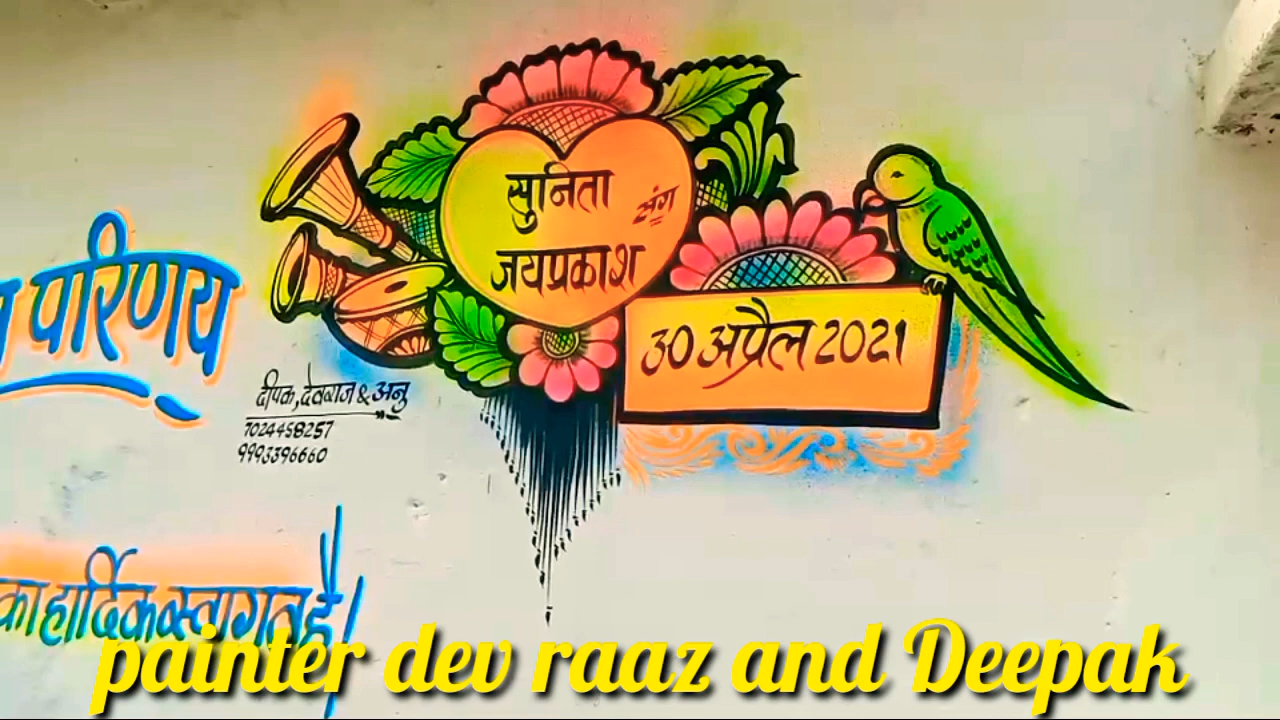 परिणय
सुनिता
संग
जयप्रकाश
30 अप्रैल 2021
दीपक, देवराज & अनु
7024458257
9993396660
का हार्दिक स्वागत है।
painter dev raaz and Deepak